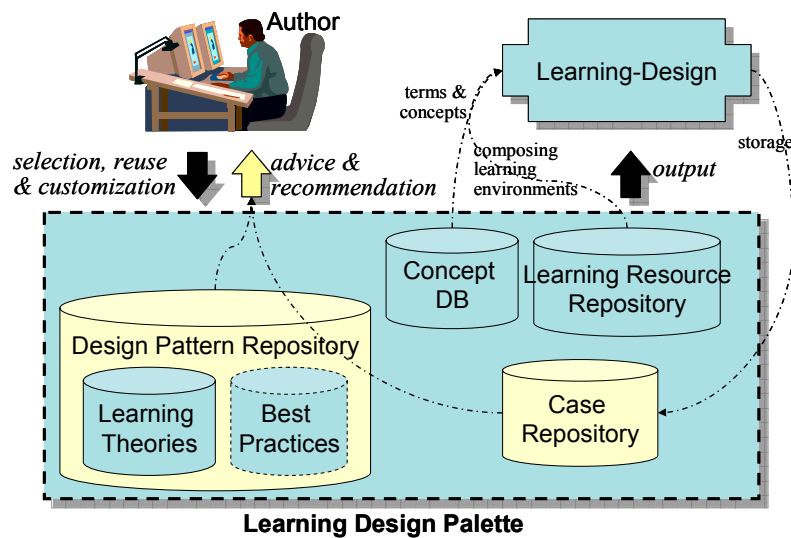 Author
Learning-Design
terms &
concepts
storage
selection, reuse
& customization
advice &
recommendation
composing
learning
environments
output
Concept
DB
Learning Resource
Repository
Design Pattern Repository
Learning
Theories
Best
Practices
Case
Repository
Learning Design Palette